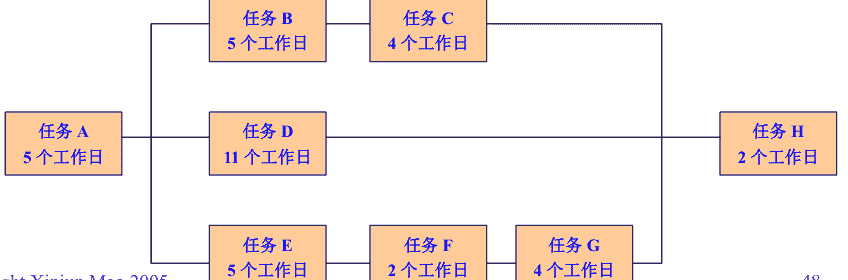 任务 B
5 个工作日
任务 C
4 个工作日
任务 A
5 个工作日
任务 D
11 个工作日
任务 H
2 个工作日
任务 E
5 个工作日
任务 F
2 个工作日
任务 G
4 个工作日